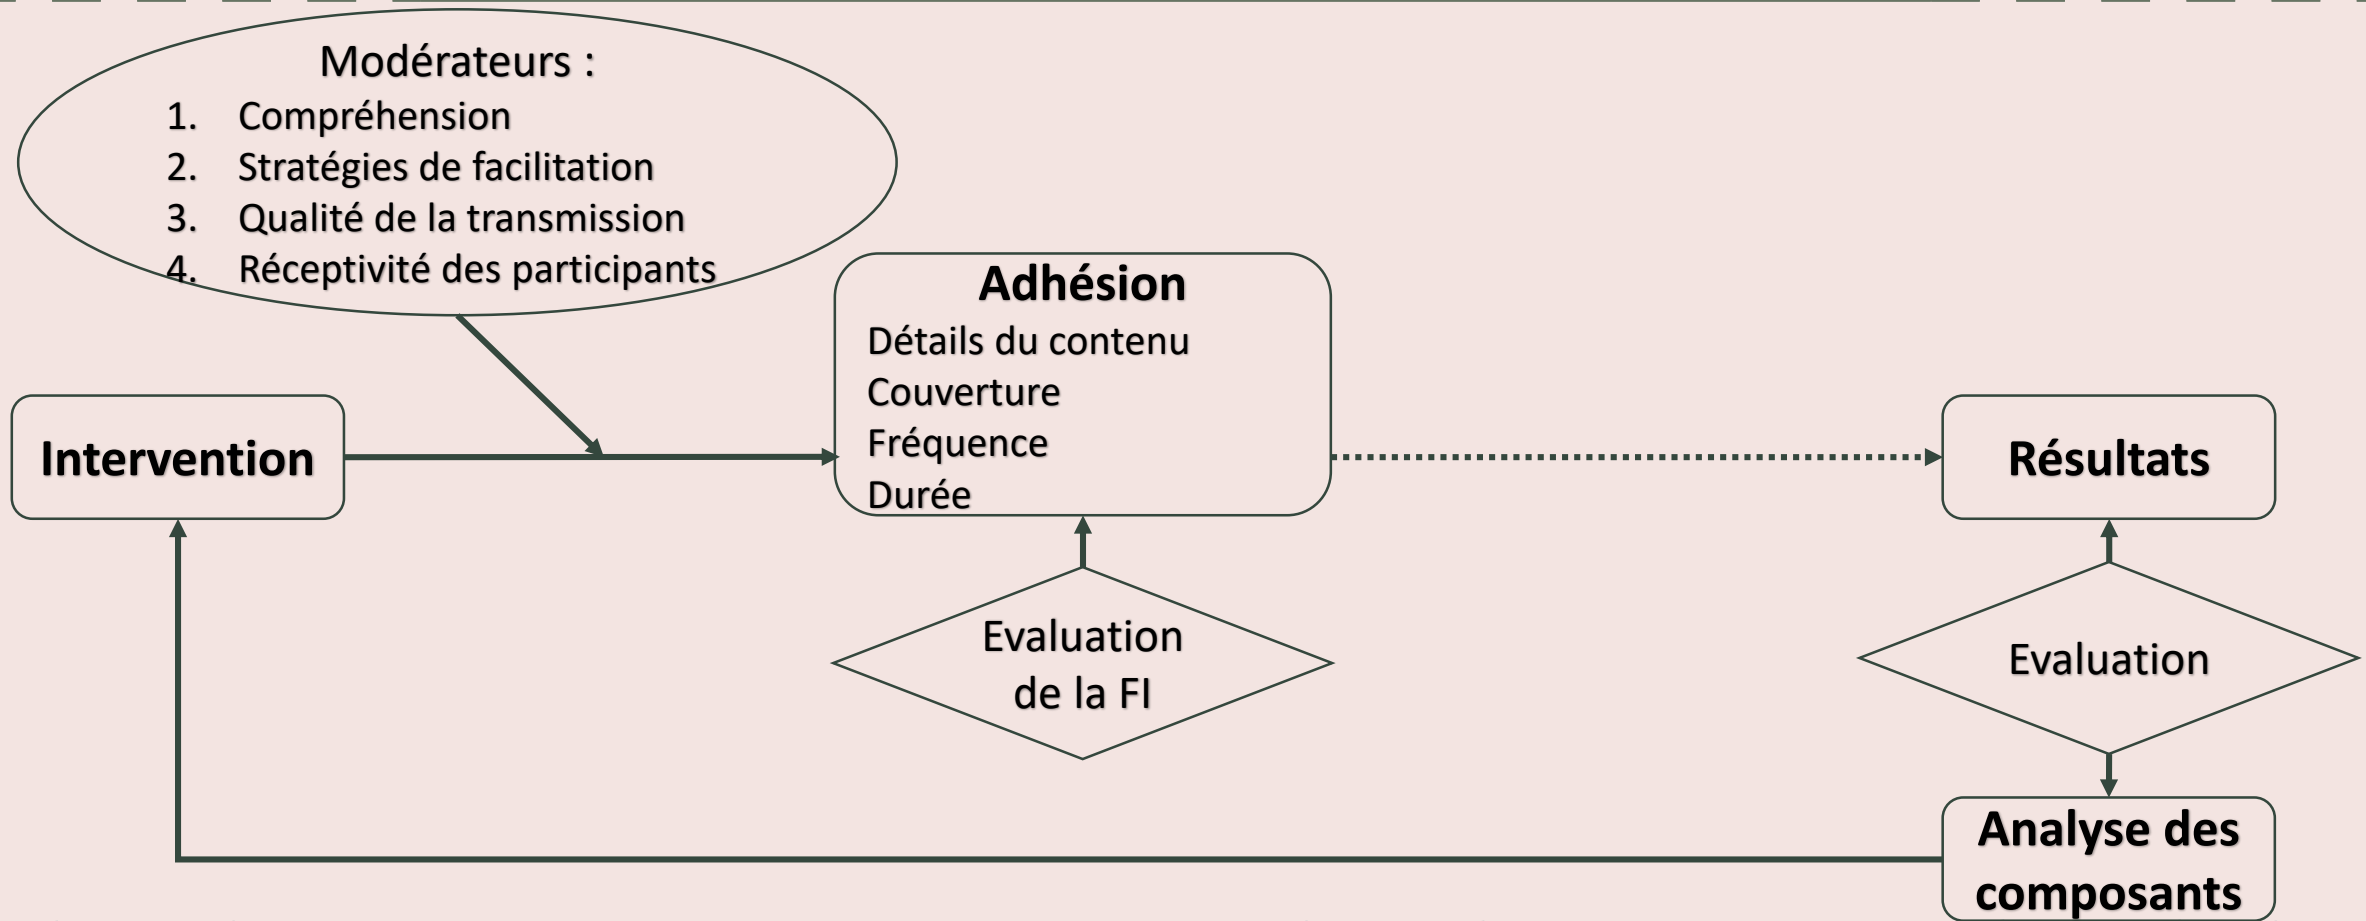 Modérateurs :
1. Compréhension
2. Stratégies de facilitation
3. Qualité de la transmission
4. Réceptivité des participants
Adhésion
Détails du contenu
Couverture
Fréquence
Durée
Intervention
Résultats
Evaluation
de la FI
Evaluation
Analyse des
composants